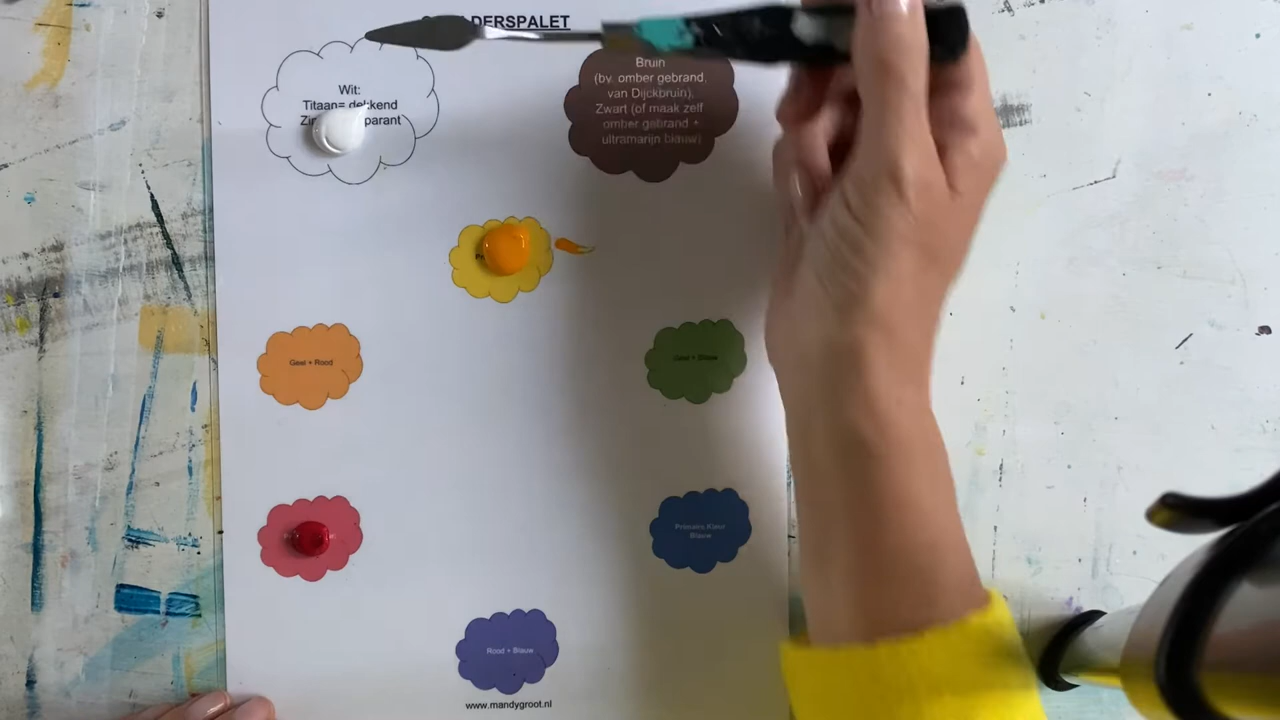 DERSPALET
Wit:
Titaan= dekkend
parant
Bruin
(bv. omber gebrand,
van Dijckbruin),
Zwart (of maak zelf
omber gebrand +
ultramarijn blauw)
Geel + Rood
Geel + Blauw
Primaire Kleur
Blauw
Rood + Blauw
www.mandygroot.nl